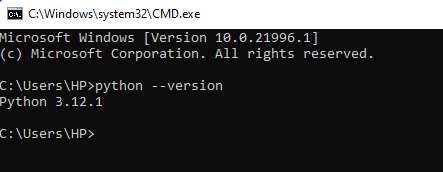 C:\Windows\system32\CMD.exe
Microsoft Windows [Version 10.0.21996.1]
(c) Microsoft Corporation. All rights reserved.
C:\Users\HP>python --version
Python 3.12.1
C:\Users\HP>